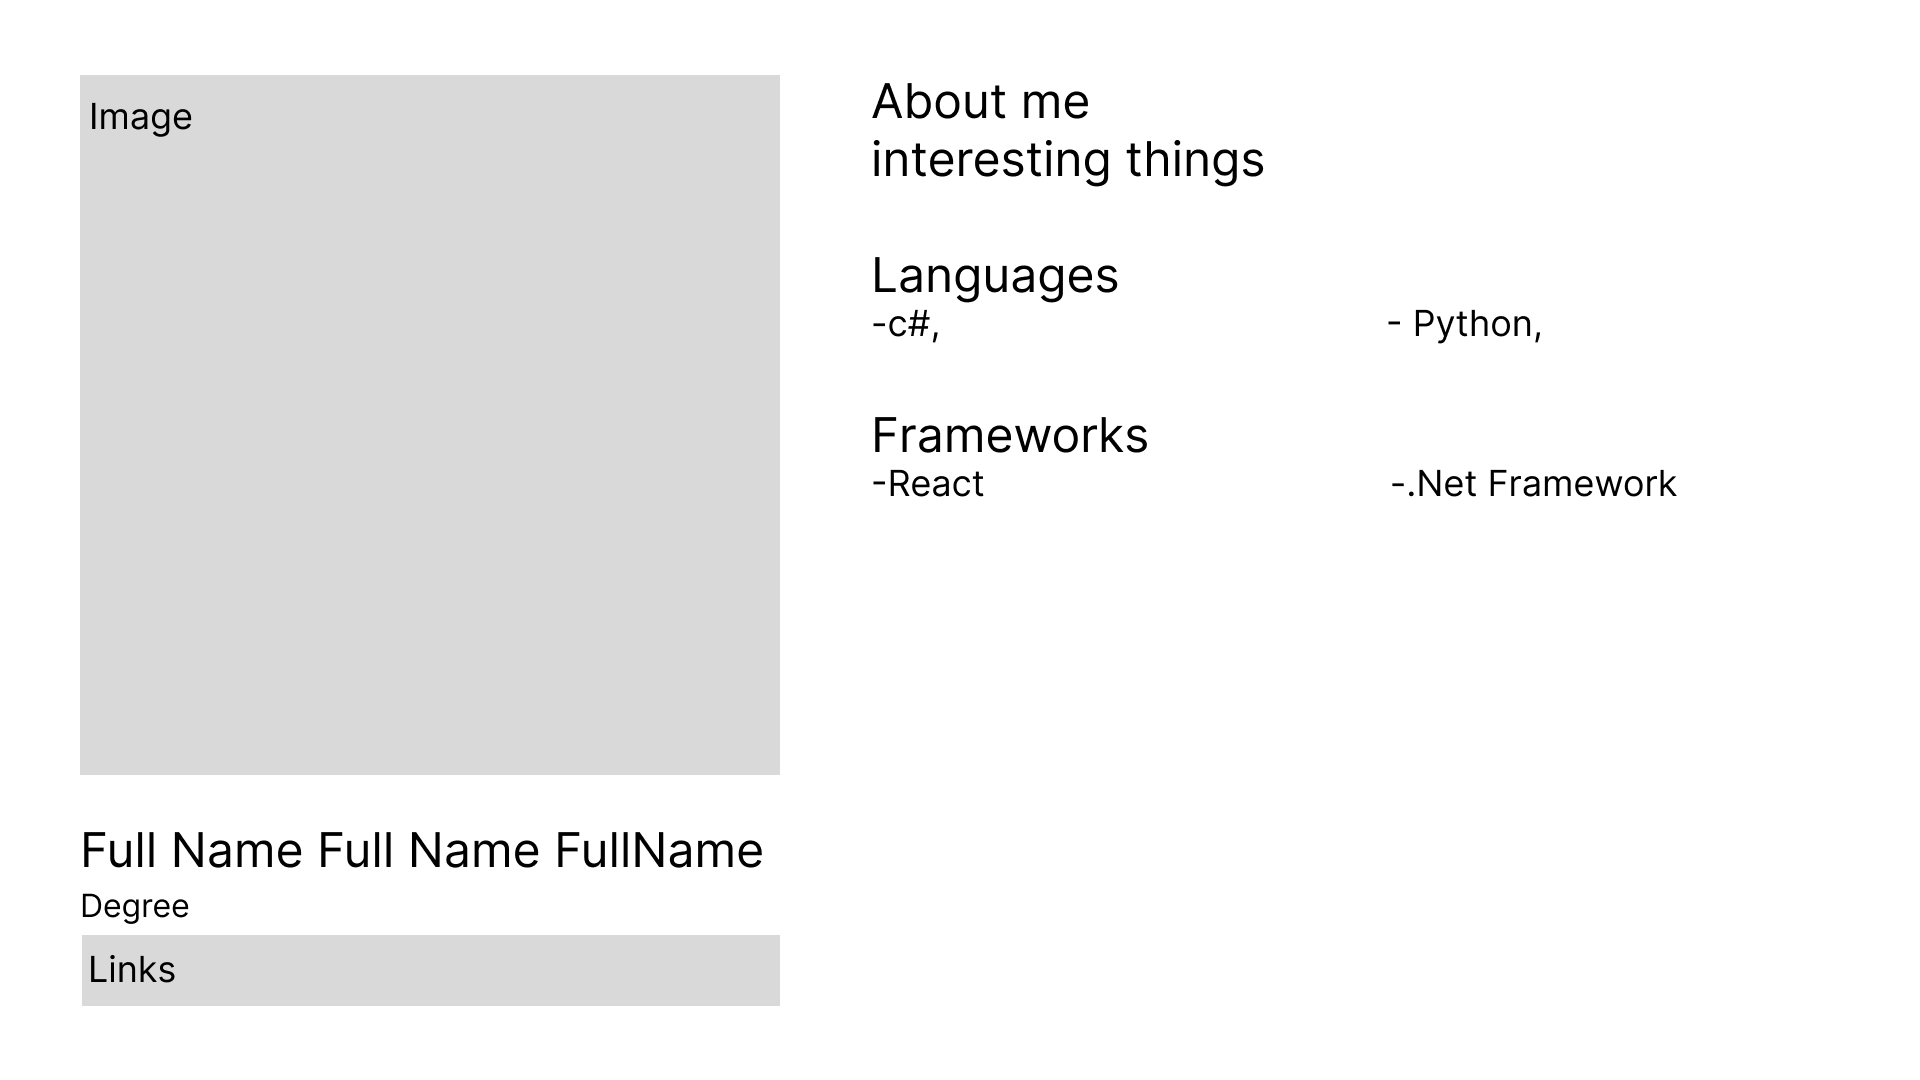 Image
Full Name Full Name FullName
Degree
Links
About me
interesting things
Languages
-c#,
- Python,
Frameworks
-React
-.Net Framework